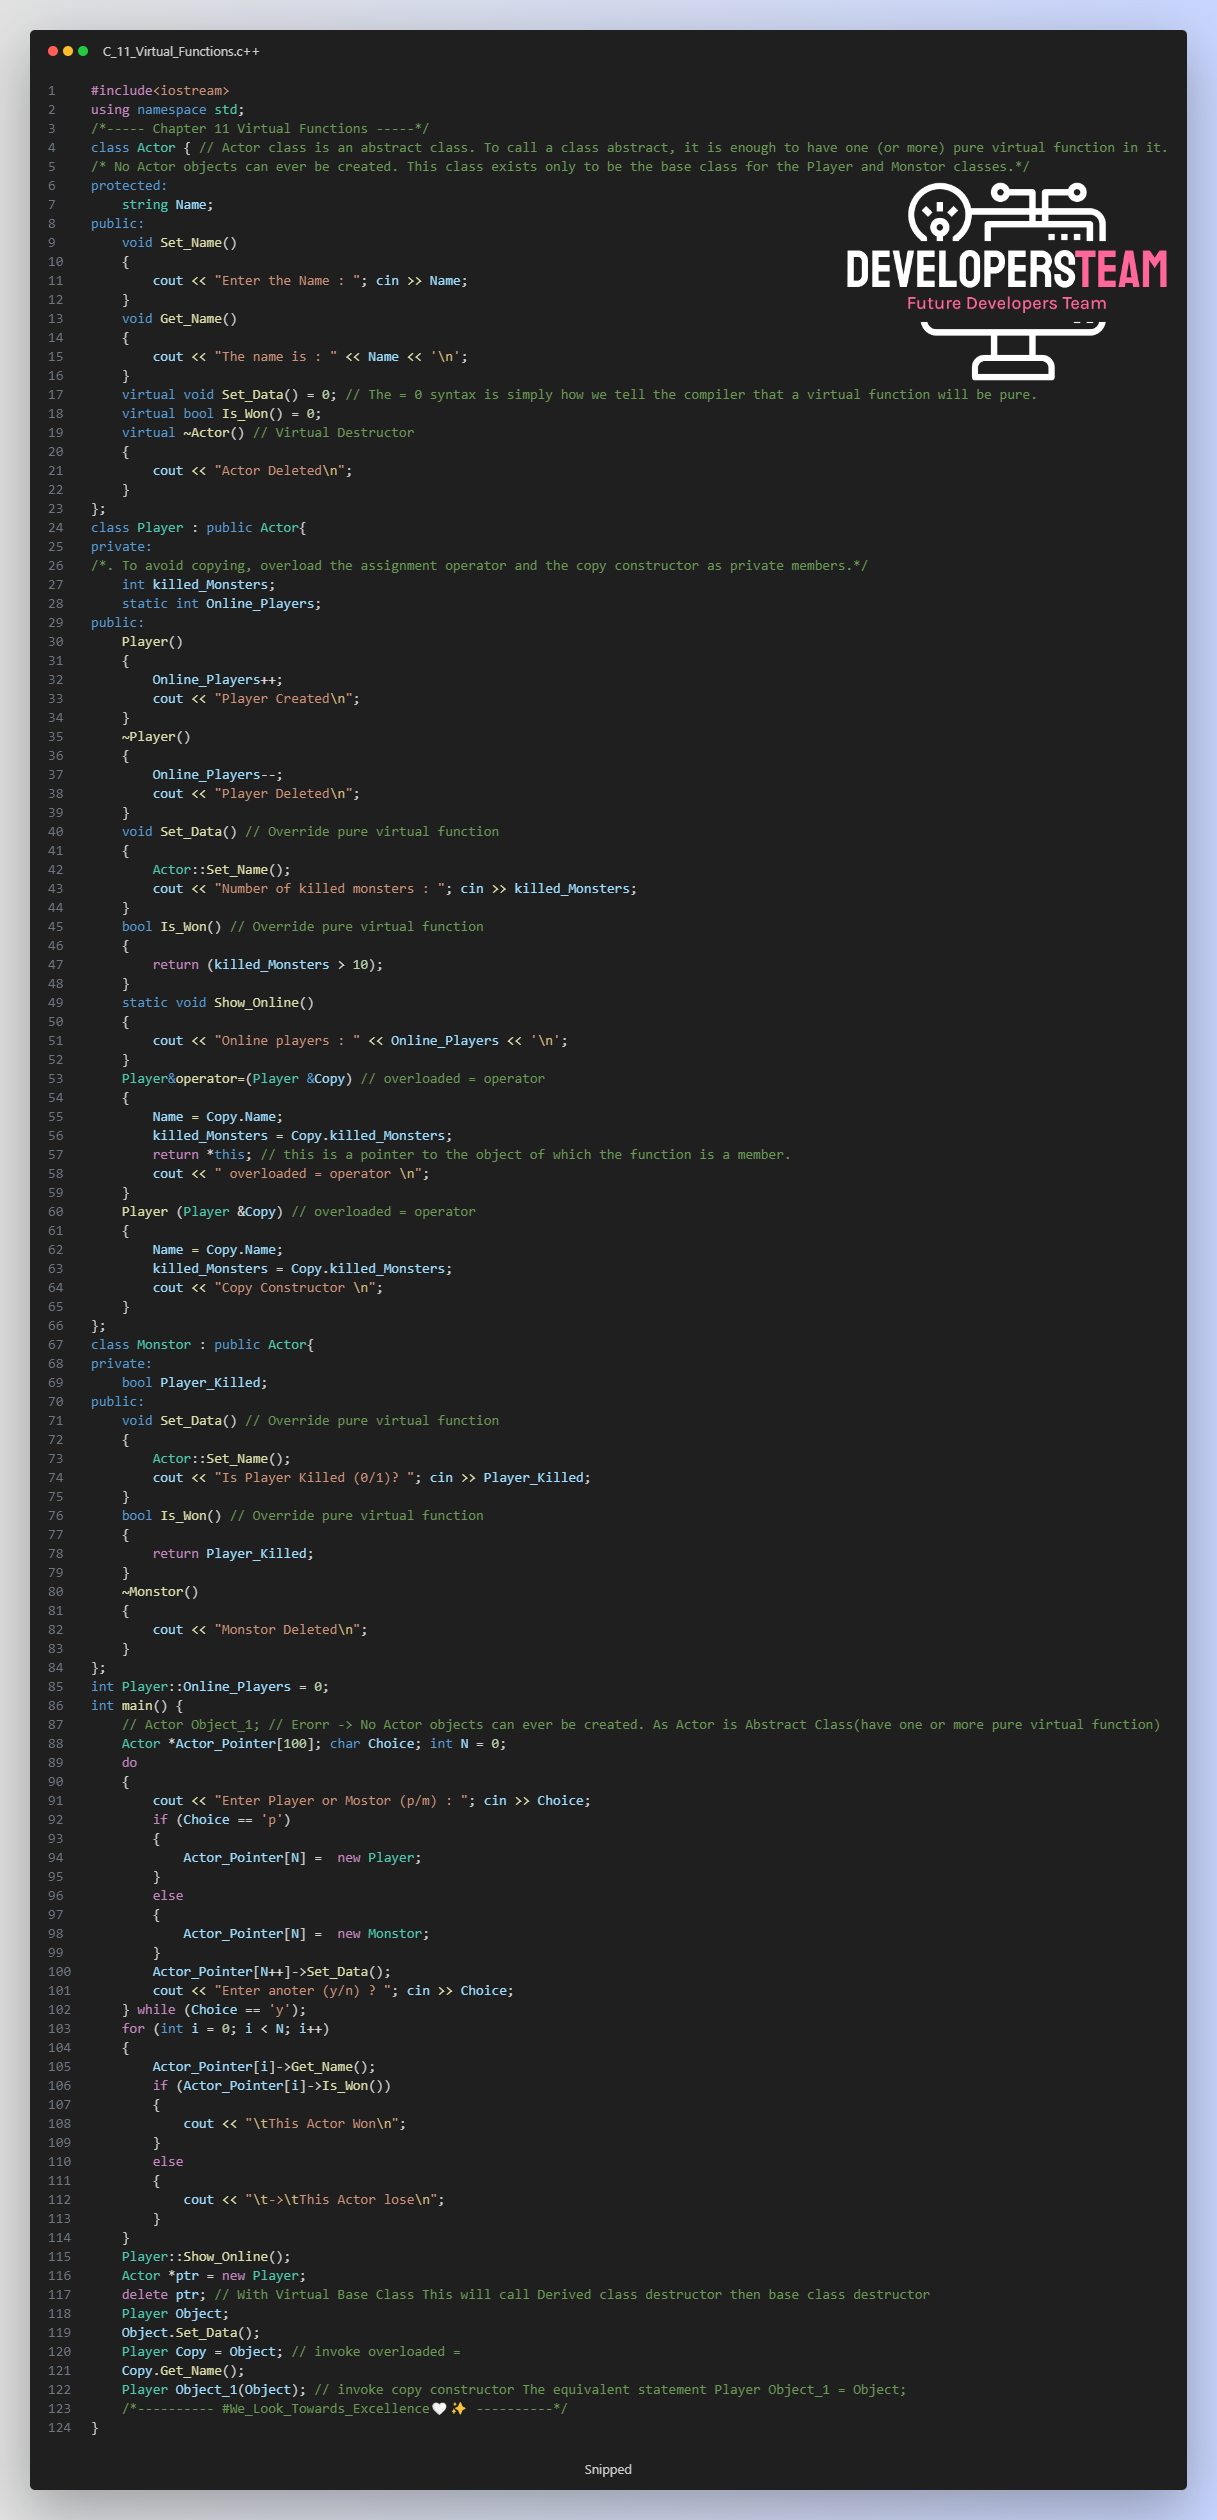 C_11_Virtual_Functions.c++
1 #include<iostream>
2 using namespace std;
3 /*----- Chapter 11 Virtual Functions -----*/
4 class Actor { // Actor class is an abstract class. To call a class abstract, it is enough to have one (or more) pure virtual function in it.
5 /* No Actor objects can ever be created. This class exists only to be the base class for the Player and Monstor classes.*/
6 protected:
7     string Name;
8 public:
9     void Set_Name()
10     {
11         cout << "Enter the Name : "; cin >> Name;
12     }
13     void Get_Name()
14     {
15         cout << "The name is : " << Name << '\n';
16     }
17     virtual void Set_Data() = 0; // The = 0 syntax is simply how we tell the compiler that a virtual function will be pure.
18     virtual bool Is_Won() = 0;
19     virtual ~Actor() // Virtual Destructor
20     {
21         cout << "Actor Deleted\n";
22     }
23 };
24 class Player : public Actor{
25 private:
26 /*. To avoid copying, overload the assignment operator and the copy constructor as private members.*/
27     int killed_Monsters;
28     static int Online_Players;
29 public:
30     Player()
31     {
32         Online_Players++;
33         cout << "Player Created\n";
34     }
35     ~Player()
36     {
37         Online_Players--;
38         cout << "Player Deleted\n";
39     }
40     void Set_Data() // Override pure virtual function
41     {
42         Actor::Set_Name();
43         cout << "Number of killed monsters : "; cin >> killed_Monsters;
44     }
45     bool Is_Won() // Override pure virtual function
46     {
47         return (killed_Monsters > 10);
48     }
49     static void Show_Online()
50     {
51         cout << "Online players : " << Online_Players << '\n';
52     }
53     Player&operator=(Player &Copy) // overloaded = operator
54     {
55         Name = Copy.Name;
56         killed_Monsters = Copy.killed_Monsters;
57         return *this; // this is a pointer to the object of which the function is a member.
58         cout << " overloaded = operator \n";
59     }
60     Player (Player &Copy) // overloaded = operator
61     {
62         Name = Copy.Name;
63         killed_Monsters = Copy.killed_Monsters;
64         cout << "Copy Constructor \n";
65     }
66 };
67 class Monstor : public Actor{
68 private:
69     bool Player_Killed;
70 public:
71     void Set_Data() // Override pure virtual function
72     {
73         Actor::Set_Name();
74         cout << "Is Player Killed (0/1)? "; cin >> Player_Killed;
75     }
76     bool Is_Won() // Override pure virtual function
77     {
78         return Player_Killed;
79     }
80     ~Monstor()
81     {
82         cout << "Monstor Deleted\n";
83     }
84 };
85 int Player::Online_Players = 0;
86 int main() {
87     // Actor Object_1; // Erorr -> No Actor objects can ever be created. As Actor is Abstract Class(have one or more pure virtual function)
88     Actor *Actor_Pointer[100]; char Choice; int N = 0;
89     do
90     {
91         cout << "Enter Player or Mostor (p/m) : "; cin >> Choice;
92         if (Choice == 'p')
93         {
94             Actor_Pointer[N] =  new Player;
95         }
96         else
97         {
98             Actor_Pointer[N] =  new Monstor;
99         }
100         Actor_Pointer[N++]->Set_Data();
101         cout << "Enter anoter (y/n) ? "; cin >> Choice;
102     } while (Choice == 'y');
103     for (int i = 0; i < N; i++)
104     {
105         Actor_Pointer[i]->Get_Name();
106         if (Actor_Pointer[i]->Is_Won())
107         {
108             cout << "\tThis Actor Won\n";
109         }
110         else
111         {
112             cout << "\t->\tThis Actor lose\n";
113         }
114     }
115     Player::Show_Online();
116     Actor *ptr = new Player;
117     delete ptr; // With Virtual Base Class This will call Derived class destructor then base class destructor
118     Player Object;
119     Object.Set_Data();
120     Player Copy = Object; // invoke overloaded =
121     Copy.Get_Name();
122     Player Object_1(Object); // invoke copy constructor The equivalent statement Player Object_1 = Object;
123     /*---------- #We_Look_Towards_Excellence🤍✨ ----------*/
124 }
DEVELOPERSTEAM
Future Developers Team
Snipped